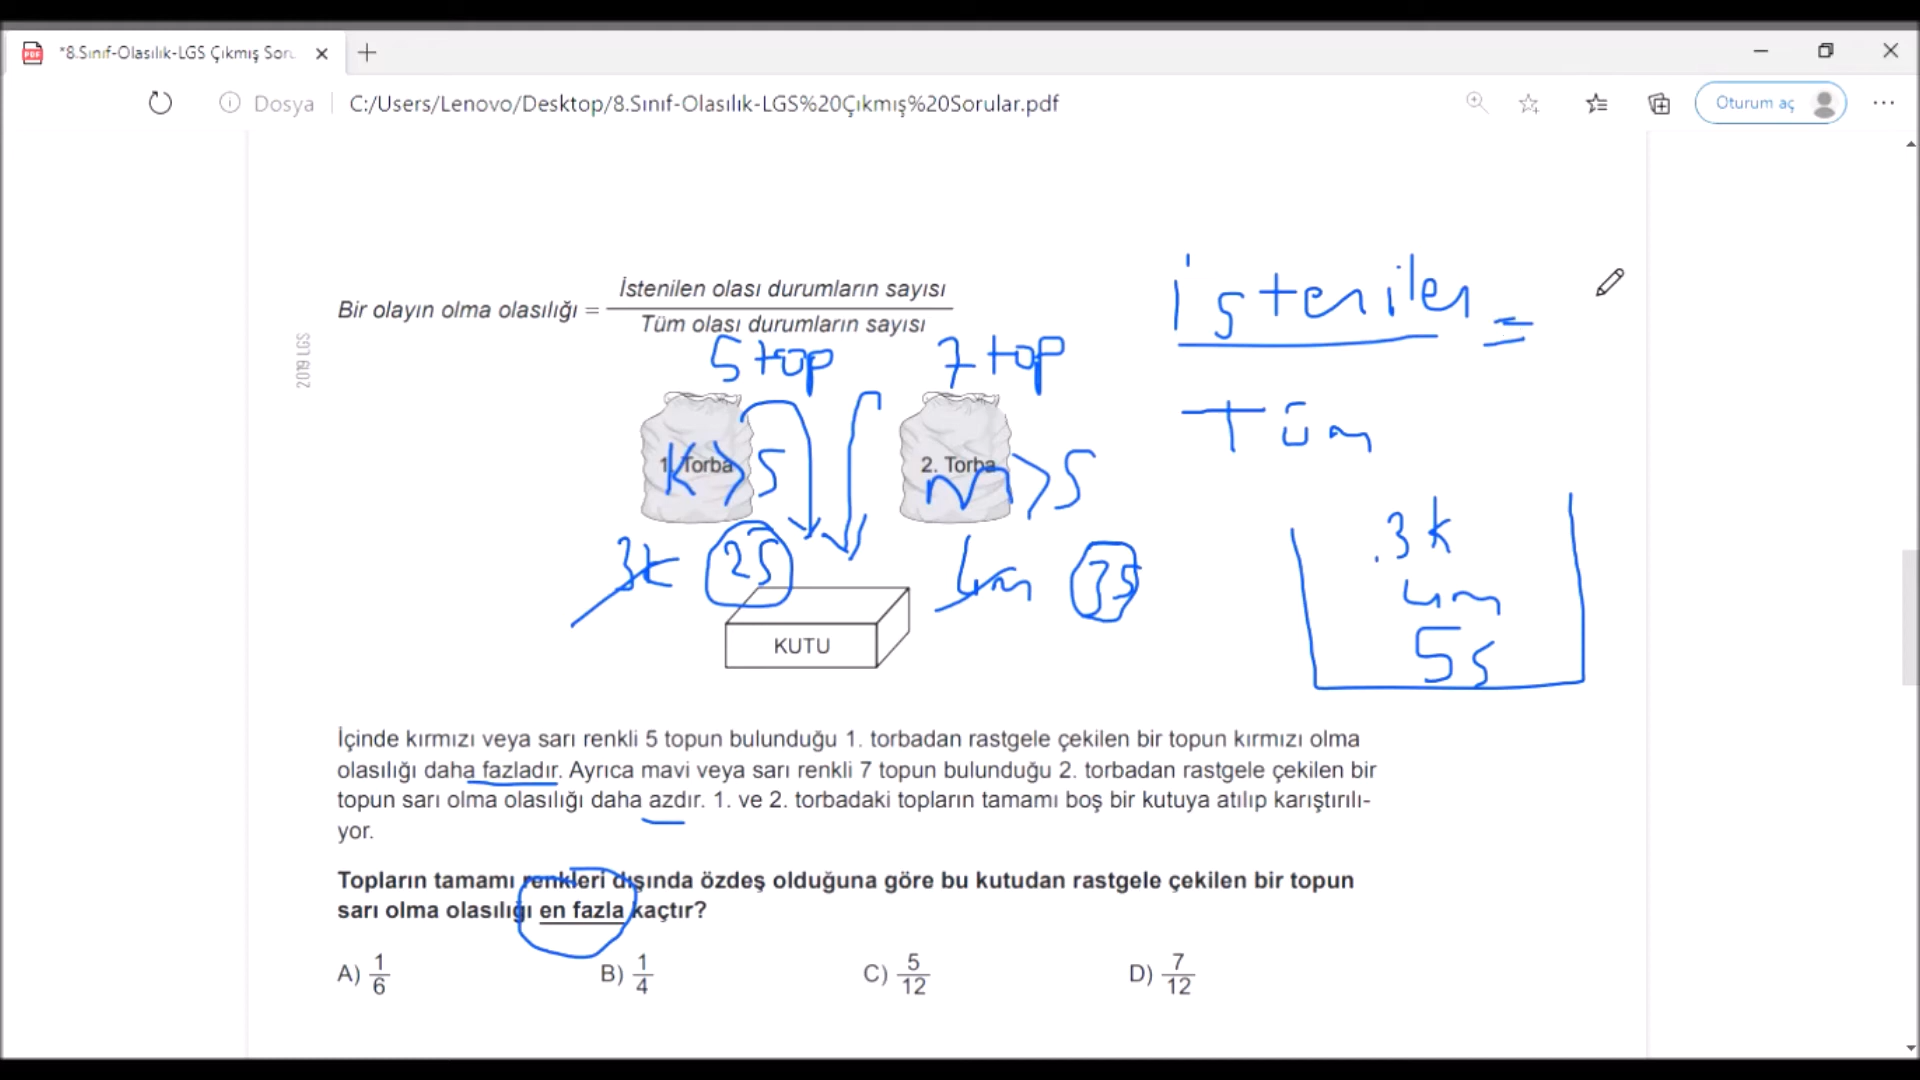 *8.Sınıf-Olasılık-LGS Çıkmış Soru
Dosya
C:/Users/Lenovo/Desktop/8.Sınıf-Olasılık-LGS%20Çıkmış%20Sorular.pdf
Oturum aç
2019 LGS
Bir olayın olma olasılığı = İstenilen olası durumların sayısı
Tüm olası durumların sayısı
İstenilen =
Tüm
5 top
7 top
1. Torba
K > S
2. Torba
M > S
3K
2S
4m
3S
3K
4m
5S
KUTU
İçinde kırmızı veya sarı renkli 5 topun bulunduğu 1. torbadan rastgele çekilen bir topun kırmızı olma
olasılığı daha fazladır. Ayrıca mavi veya sarı renkli 7 topun bulunduğu 2. torbadan rastgele çekilen bir
topun sarı olma olasılığı daha azdır. 1. ve 2. torbadaki topların tamamı boş bir kutuya atılıp karıştırılı-
yor.
Topların tamamı renkleri dışında özdeş olduğuna göre bu kutudan rastgele çekilen bir topun
sarı olma olasılığı en fazla kaçtır?
A) 1/6
B) 1/4
C) 5/12
D) 7/12